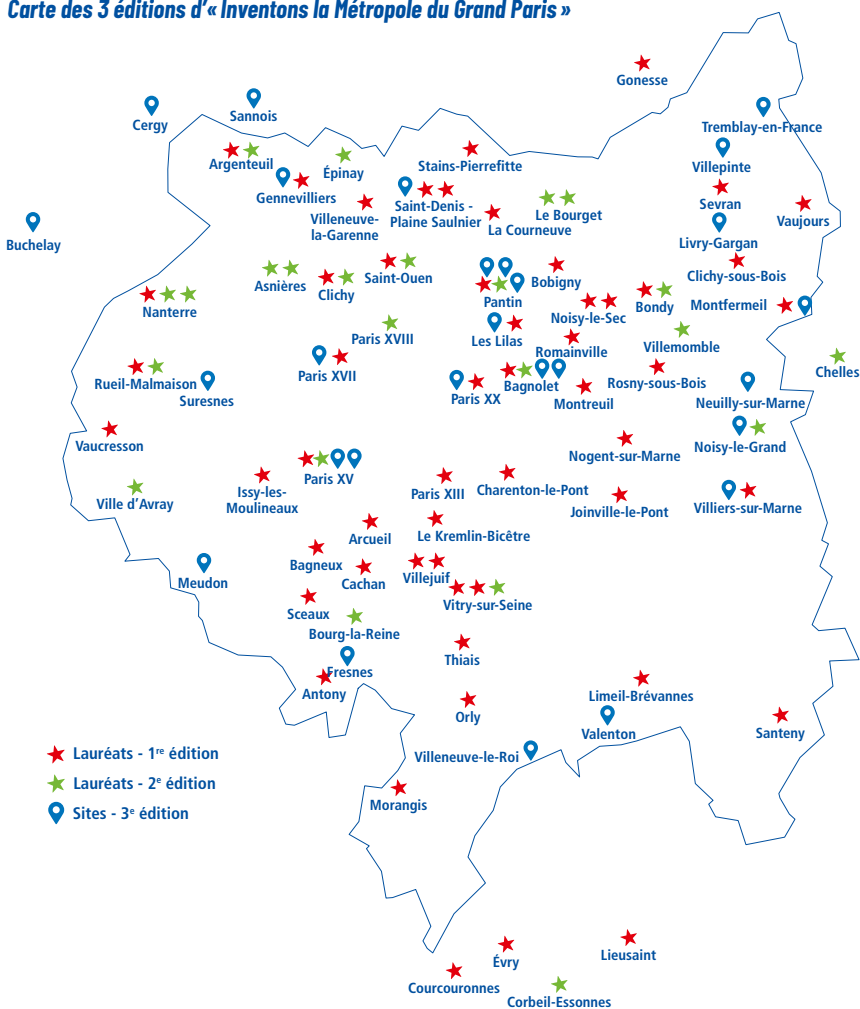 Carte des 3 éditions d'« Inventons la Métropole du Grand Paris »
Gonesse
Cergy
Sannois
Tremblay-en-France
Argenteuil
Épinay
Stains-Pierrefitte
Villepinte
Gennevilliers
Saint-Denis -
Plaine Saulnier
Sevran
Vaujours
Villeneuve-
la-Garenne
La Courneuve
Le Bourget
Buchelay
Livry-Gargan
Asnières
Clichy
Saint-Ouen
Pantin
Bobigny
Clichy-sous-Bois
Nanterre
Noisy-le-Sec
Bondy
Montfermeil
Paris XVIII
Les Lilas
Romainville
Villemomble
Chelles
Rueil-Malmaison
Suresnes
Paris XVII
Paris XX
Bagnolet
Montreuil
Rosny-sous-Bois
Neuilly-sur-Marne
Vaucresson
Nogent-sur-Marne
Noisy-le-Grand
Ville d'Avray
Issy-les-
Moulineaux
Paris XV
Paris XIII
Charenton-le-Pont
Joinville-le-Pont
Villiers-sur-Marne
Arcueil
Le Kremlin-Bicêtre
Meudon
Bagneux
Cachan
Villejuif
Vitry-sur-Seine
Sceaux
Bourg-la-Reine
Fresnes
Antony
Thiais
Limeil-Brévannes
Orly
Valenton
Santeny
Villeneuve-le-Roi
Lauréats - 1re édition
Lauréats - 2e édition
Sites - 3e édition
Morangis
Évry
Lieusaint
Courcouronnes
Corbeil-Essonnes